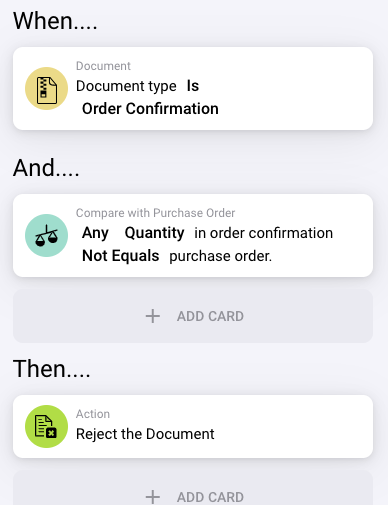 When....
Document
Document type Is
Order Confirmation
And....
Compare with Purchase Order
Any Quantity in order confirmation
Not Equals purchase order.
ADD CARD
Then....
Action
Reject the Document
ADD CARD